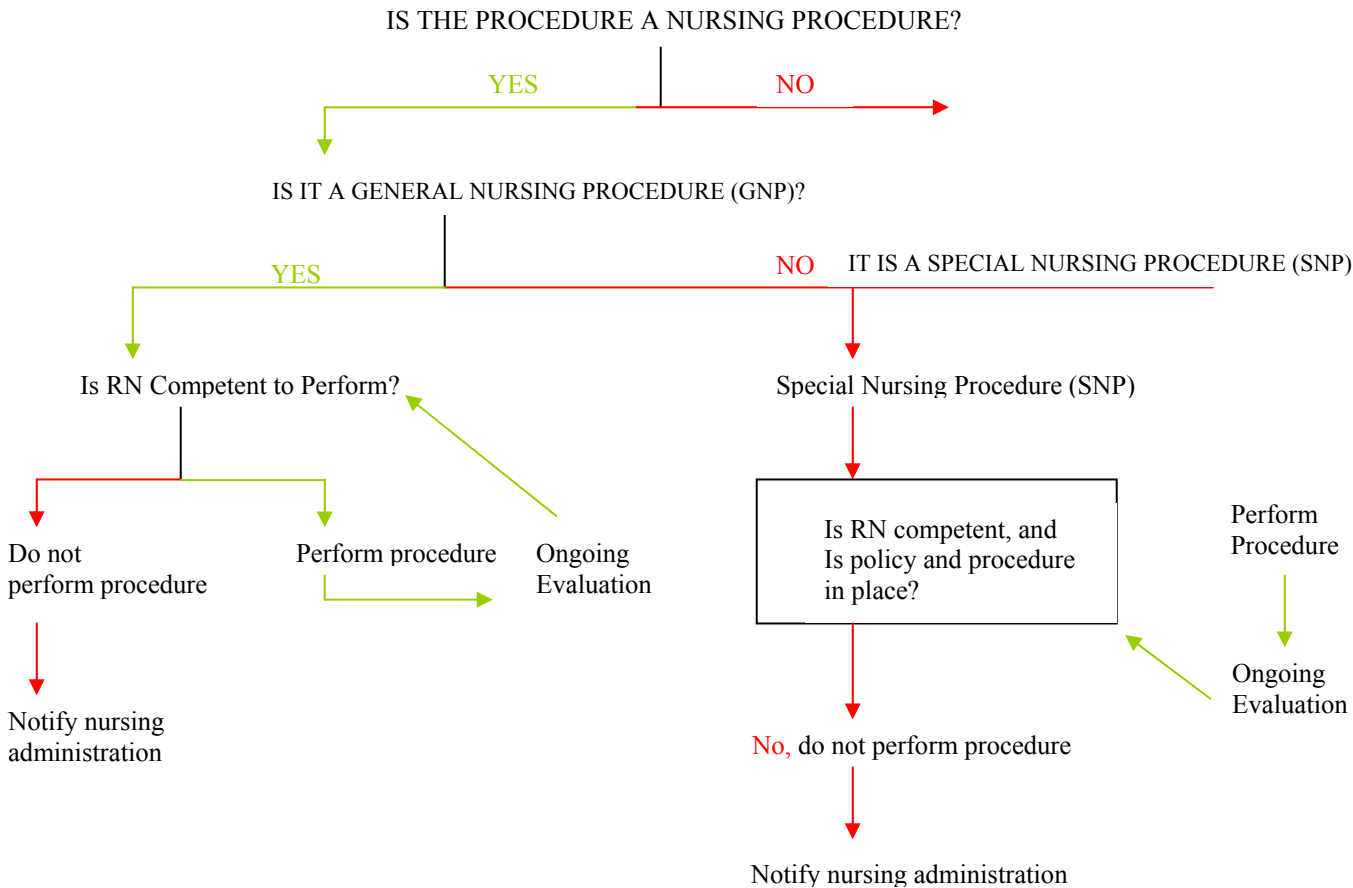 IS THE PROCEDURE A NURSING PROCEDURE?
YES
NO
IS IT A GENERAL NURSING PROCEDURE (GNP)?
YES
NO
IT IS A SPECIAL NURSING PROCEDURE (SNP)
Is RN Competent to Perform?
Special Nursing Procedure (SNP)
Do not
perform procedure
Perform procedure
Ongoing
Evaluation
Is RN competent, and
Is policy and procedure
in place?
Perform
Procedure
Notify nursing
administration
Ongoing
Evaluation
No, do not perform procedure
Notify nursing administration